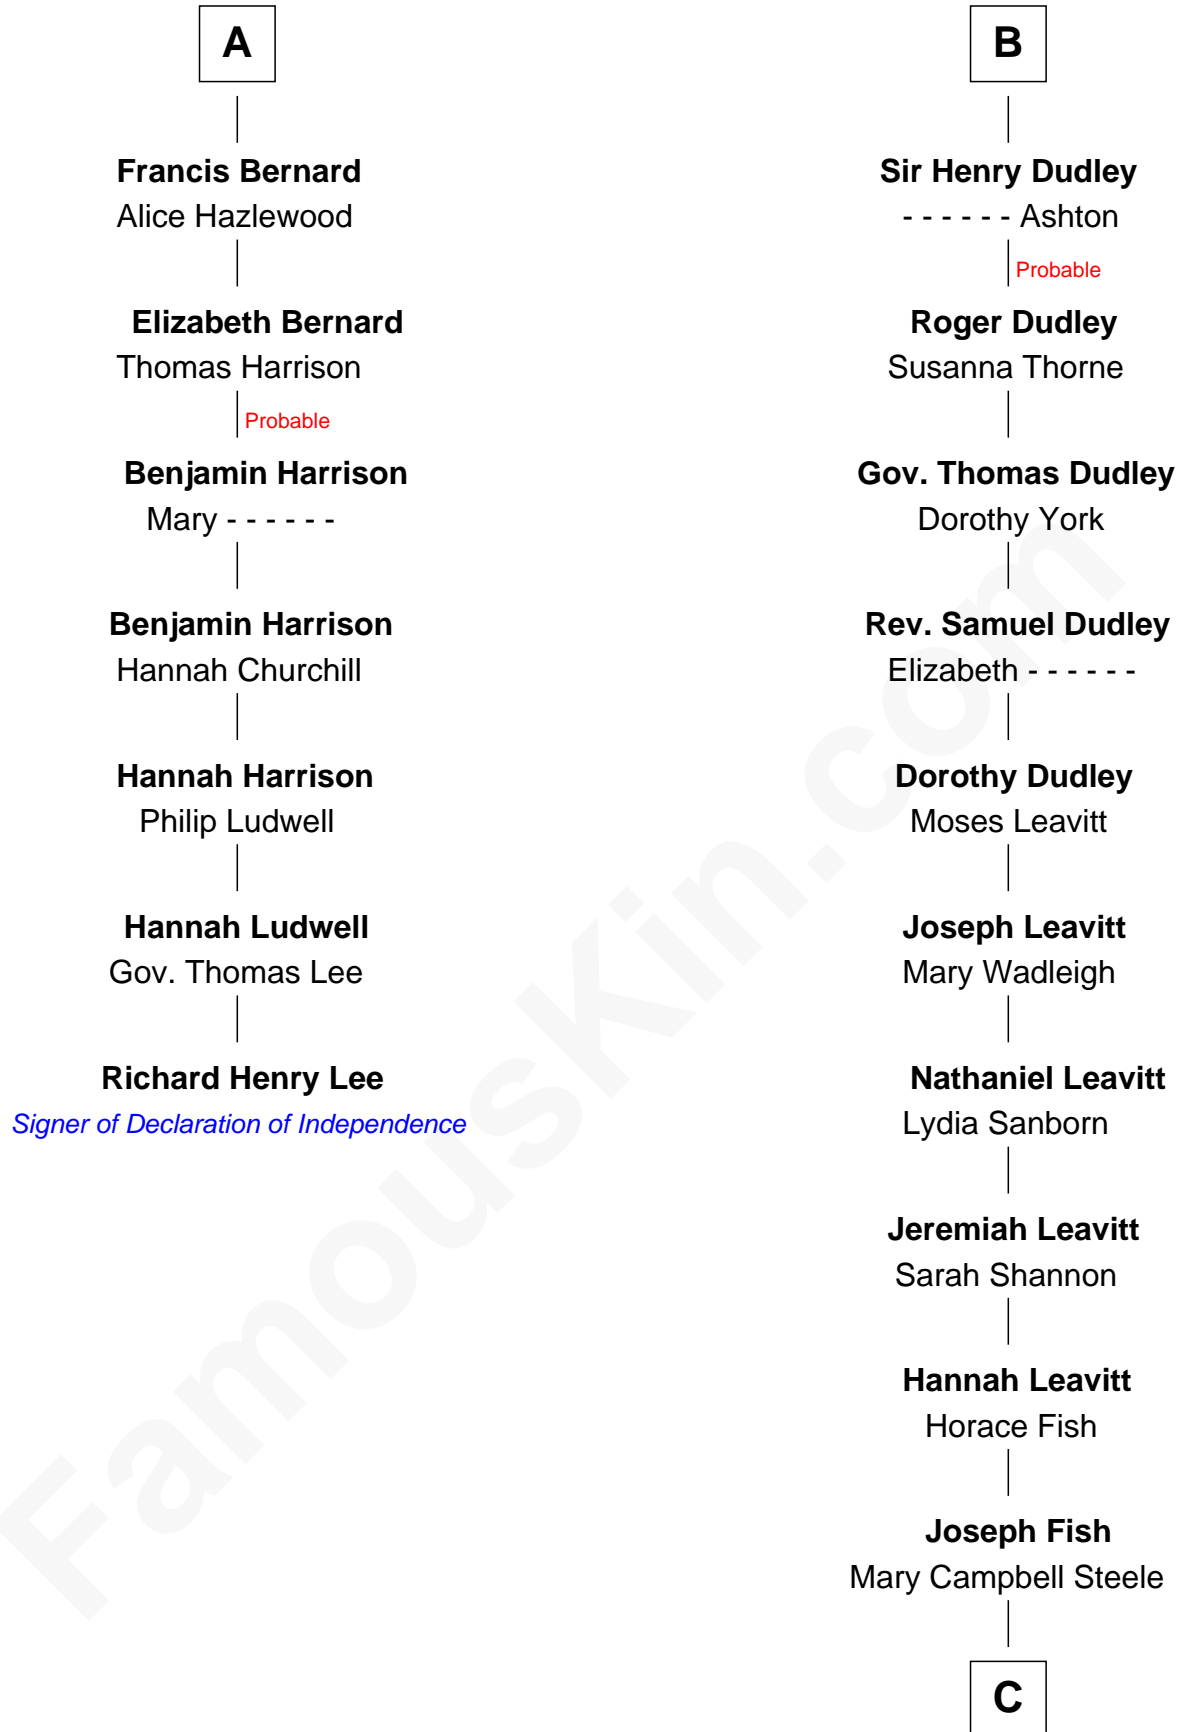 A
Francis Bernard
Alice Hazlewood
Elizabeth Bernard
Thomas Harrison
Probable
Benjamin Harrison
Mary - - - - - -
Benjamin Harrison
Hannah Churchill
Hannah Harrison
Philip Ludwell
Hannah Ludwell
Gov. Thomas Lee
Richard Henry Lee
Signer of Declaration of Independence
B
Sir Henry Dudley
- - - - - - Ashton
Probable
Roger Dudley
Susanna Thorne
Gov. Thomas Dudley
Dorothy York
Rev. Samuel Dudley
Elizabeth - - - - - -
Dorothy Dudley
Moses Leavitt
Joseph Leavitt
Mary Wadleigh
Nathaniel Leavitt
Lydia Sanborn
Jeremiah Leavitt
Sarah Shannon
Hannah Leavitt
Horace Fish
Joseph Fish
Mary Campbell Steele
C
FamousKin.com